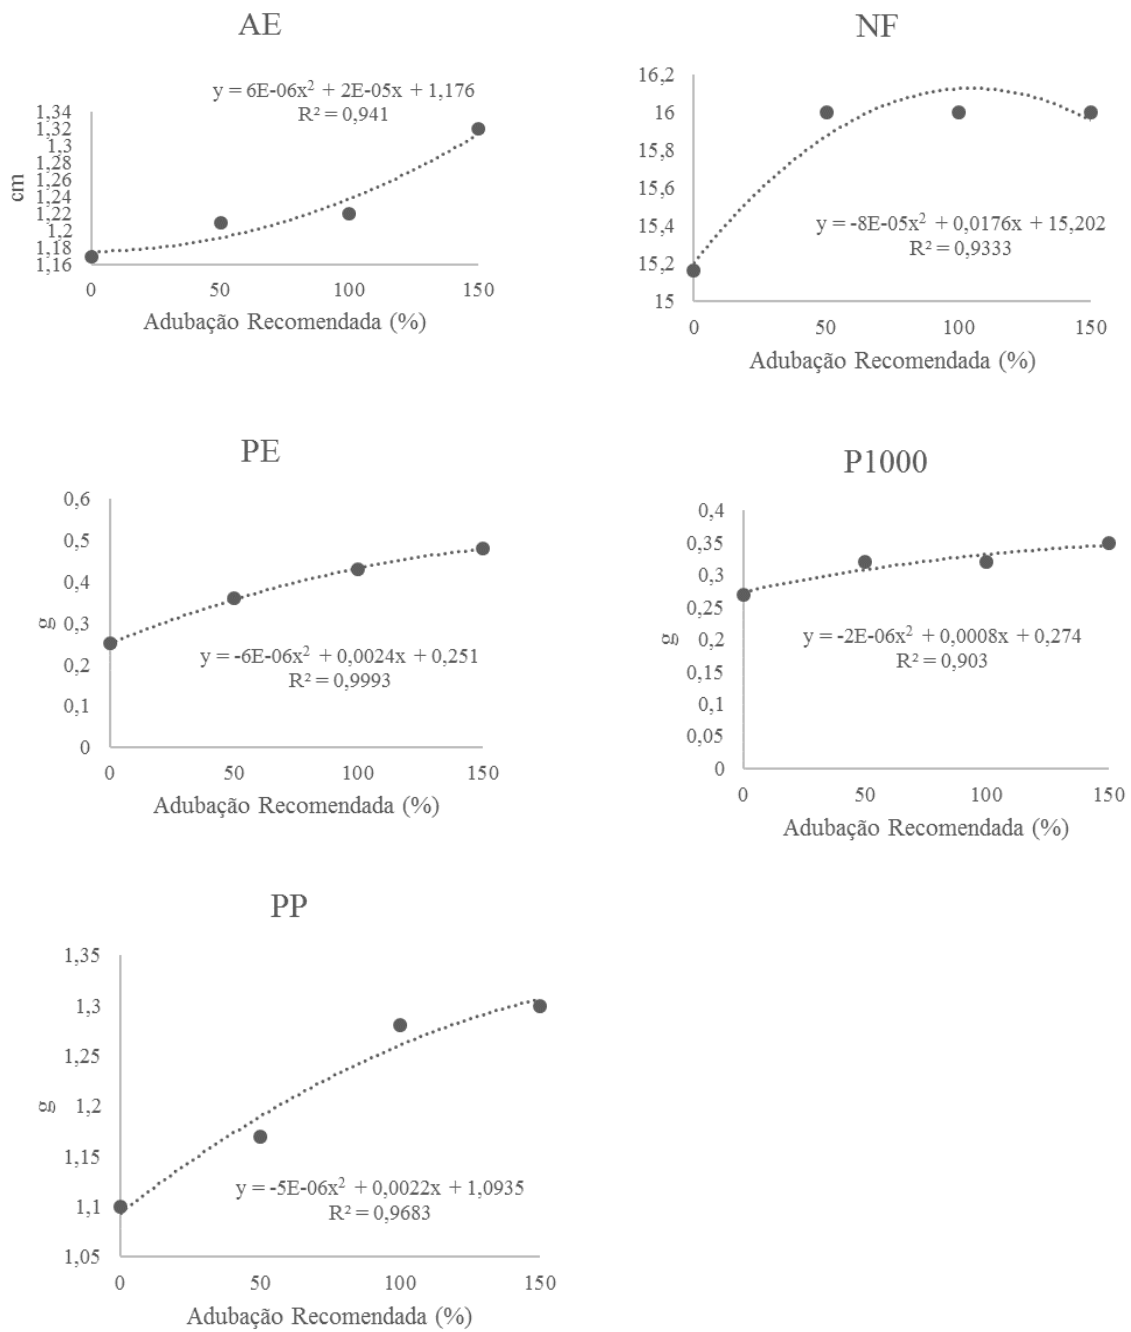 AE
y = 6E-06x² + 2E-05x + 1,176
R² = 0,941
1,34
1,32
1,3
1,28
1,26
1,24
1,22
1,2
1,18
1,16
cm
0 50 100 150
Adubação Recomendada (%)
NF
16,2
16
15,8
15,6
15,4
15,2
15
y = -8E-05x² + 0,0176x + 15,202
R² = 0,9333
0 50 100 150
Adubação Recomendada (%)
PE
0,6
0,5
0,4
0,3
0,2
0,1
0
g
y = -6E-06x² + 0,0024x + 0,251
R² = 0,9993
0 50 100 150
Adubação Recomendada (%)
P1000
0,4
0,35
0,3
0,25
0,2
0,15
0,1
0,05
0
g
y = -2E-06x² + 0,0008x + 0,274
R² = 0,903
0 50 100 150
Adubação Recomendada (%)
PP
1,35
1,3
1,25
1,2
1,15
1,1
1,05
g
y = -5E-06x² + 0,0022x + 1,0935
R² = 0,9683
0 50 100 150
Adubação Recomendada (%)